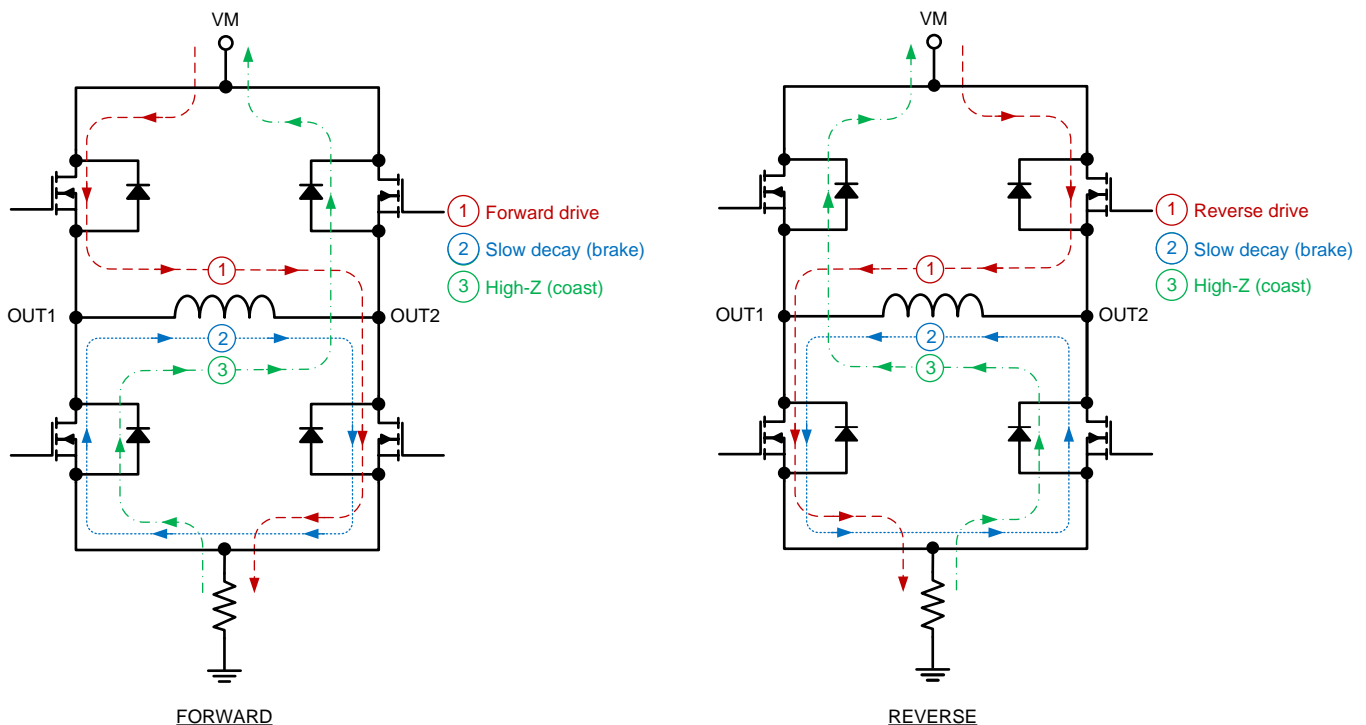 VM
1 Forward drive
2 Slow decay (brake)
3 High-Z (coast)
1
OUT1
OUT2
2
3
FORWARD
VM
1 Reverse drive
2 Slow decay (brake)
3 High-Z (coast)
1
OUT1
OUT2
2
3
REVERSE